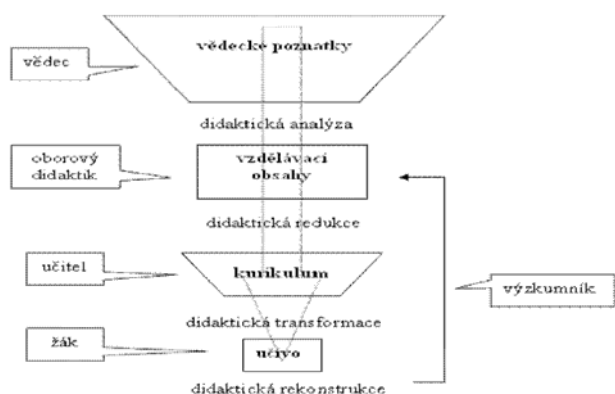 vědecké poznatky
vědec
didaktická analýza
oborový
didaktik
vzdělávací
obsahy
didaktická redukce
učitel
kurikulum
výzkumník
didaktická transformace
žák
učivo
didaktická rekonstrukce